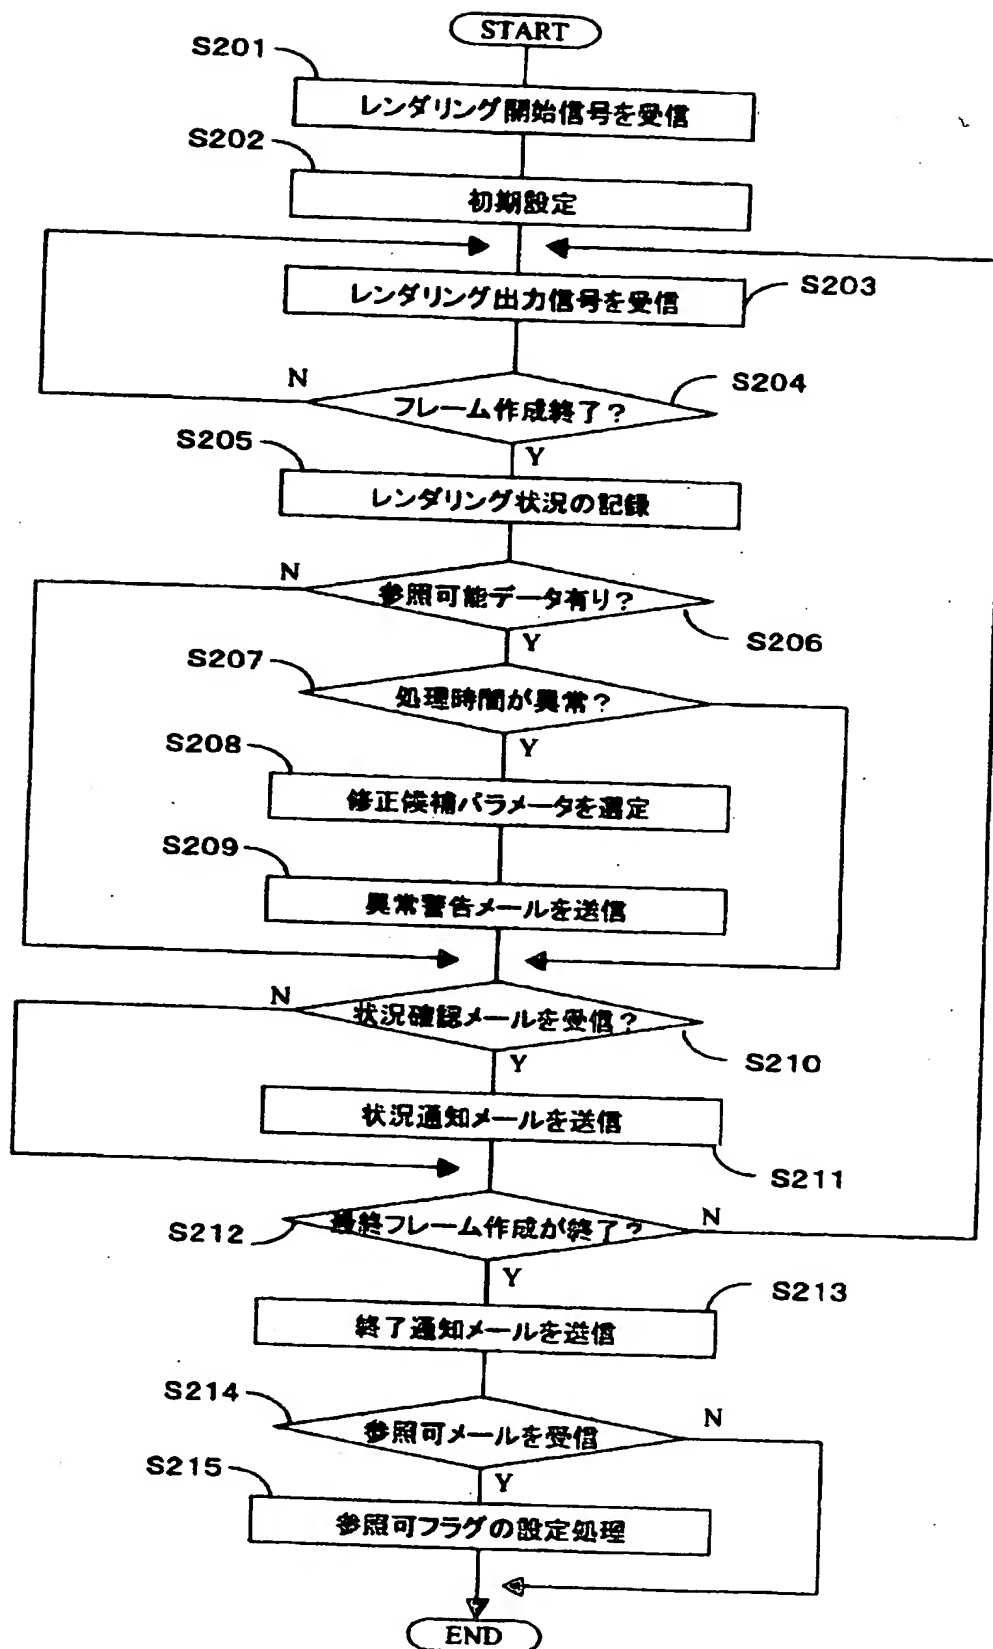 START
S201
レンダリング開始信号を受信
S202
初期設定
レンダリング出力信号を受信
S203
N
S204
フレーム作成終了?
S205
Y
レンダリング状況の記録
N
参照可能データ有り?
S206
Y
S207
処理時間が異常?
Y
S208
修正候補パラメータを選定
S209
異常警告メールを送信
N
状況確認メールを受信?
S210
Y
状況通知メールを送信
S211
S212
最終フレーム作成が終了?
N
Y
S213
終了通知メールを送信
S214
参照可メールを受信
N
S215
Y
参照可フラグの設定処理
END